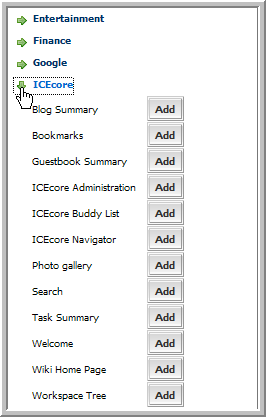 Entertainment
Finance
Google
ICEcore
Blog Summary Add
Bookmarks Add
Guestbook Summary Add
ICEcore Administration Add
ICEcore Buddy List Add
ICEcore Navigator Add
Photo gallery Add
Search Add
Task Summary Add
Welcome Add
Wiki Home Page Add
Workspace Tree Add